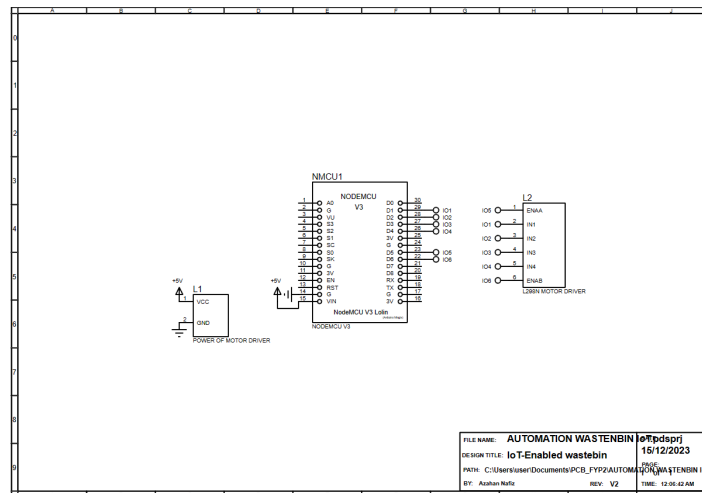 A B C D E F G H I J
0
1
2
3
4
5
6
7
8
9
NMCU1
NODEMCU
V3
1 A0
2 G
3 VU
4 S3
5 S2
6 S1
7 SC
8 S0
9 SK
10 G
11 3V
12 EN
13 RST
14 G
15 VIN
D0 30
D1 29 IO1
D2 28 IO2
D3 27 IO3
D4 26 IO4
3V 25
G 24
D5 23 IO5
D6 22 IO6
D7 21
D8 20
RX 19
TX 18
G 17
3V 16
NodeMCU V3 Lolin
NODEMCU V3
+5V
+5V
L1
1 VCC
2 GND
POWER OF MOTOR DRIVER
L2
IO5 1 ENAA
IO1 2 IN1
IO2 3 IN2
IO3 4 IN3
IO4 5 IN4
IO6 6 ENAB
L298N MOTOR DRIVER
FILE NAME: AUTOMATION WASTENBIN IoT.pdsprj
15/12/2023
DESIGN TITLE: IoT-Enabled wastebin
PAGE:
PATH: C:\Users\user\Documents\PCB_FYP2\AUTOMATION WASTENBIN I
BY: Azahan Nafiz REV: V2 TIME: 12:06:42 AM